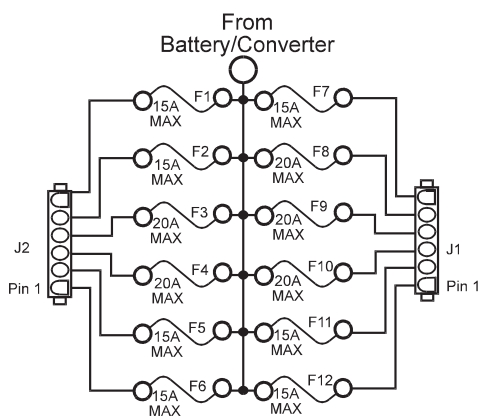 From
Battery/Converter
F1
15A
MAX
F7
15A
MAX
F2
15A
MAX
F8
20A
MAX
F3
20A
MAX
F9
20A
MAX
J2
J1
F4
20A
MAX
F10
20A
MAX
Pin 1
Pin 1
F5
15A
MAX
F11
15A
MAX
F6
15A
MAX
F12
15A
MAX